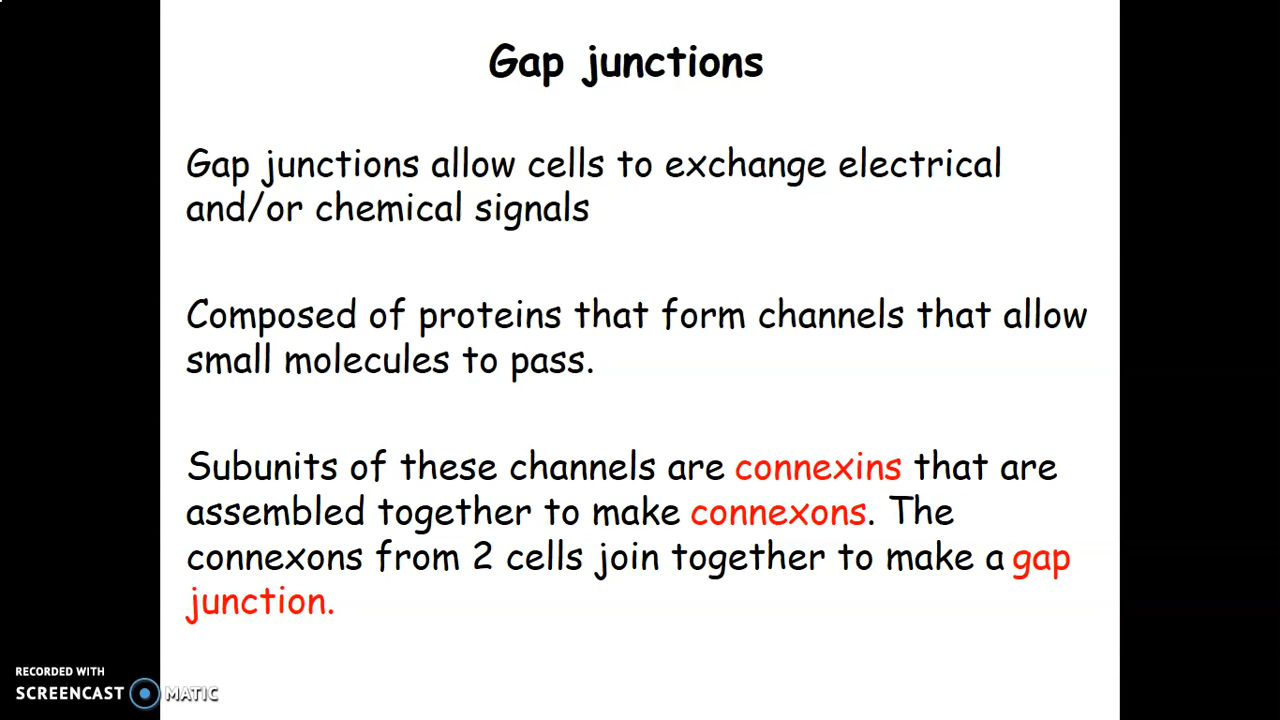 Gap junctions
Gap junctions allow cells to exchange electrical
and/or chemical signals
Composed of proteins that form channels that allow
small molecules to pass.
Subunits of these channels are connexins that are
assembled together to make connexons. The
connexons from 2 cells join together to make a gap
junction.
RECORDED WITH
SCREENCAST MATIC